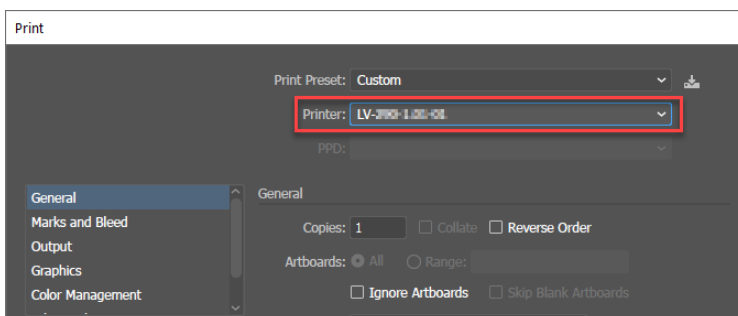 Print
Print Preset: Custom
Printer: LV-
PPD:
General
Marks and Bleed
Output
Graphics
Color Management
General
Copies: 1 Collate Reverse Order
Artboards: All Range:
Ignore Artboards Skip Blank Artboards